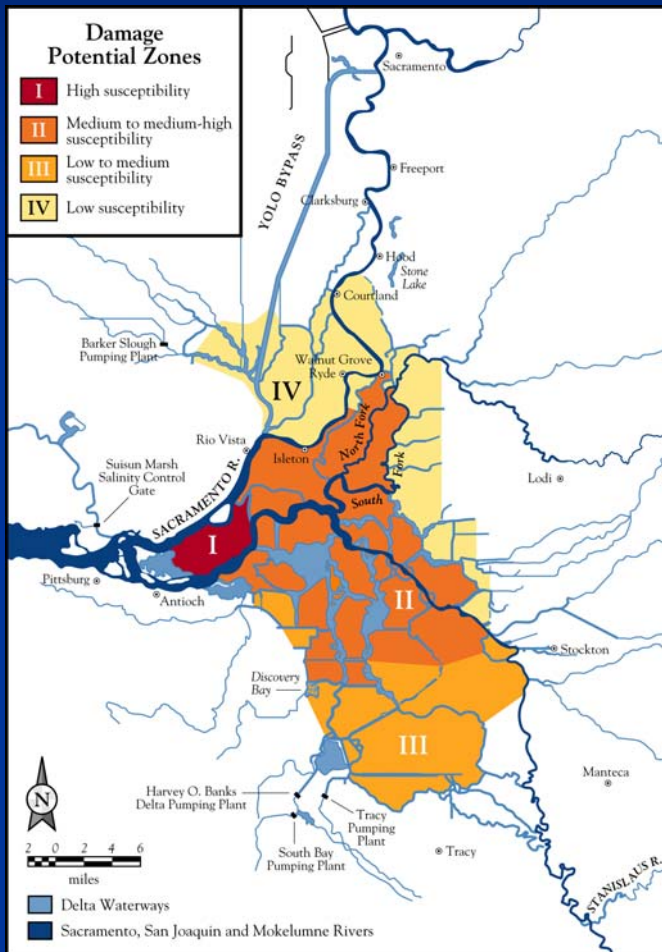 Damage
Potential Zones
I High susceptibility
II Medium to medium-high
susceptibility
III Low to medium
susceptibility
IV Low susceptibility
Sacramento
YOLO BYPASS
Freeport
Clarksburg
Hood
Stone
Lake
Courtland
Barker Slough
Pumping Plant
Walnut Grove
Ryde
IV
Rio Vista
Isleton
North Fork
Fork
South
Lodi
Suisun Marsh
Salinity Control
Gate
SACRAMENTO R.
I
Pittsburg
Antioch
II
Stockton
Discovery
Bay
III
Manteca
Harvey O. Banks
Delta Pumping Plant
Tracy
Pumping
Plant
South Bay
Pumping Plant
Tracy
STANISLAUS R.
N
2 0 2 4 6
miles
Delta Waterways
Sacramento, San Joaquin and Mokelumne Rivers